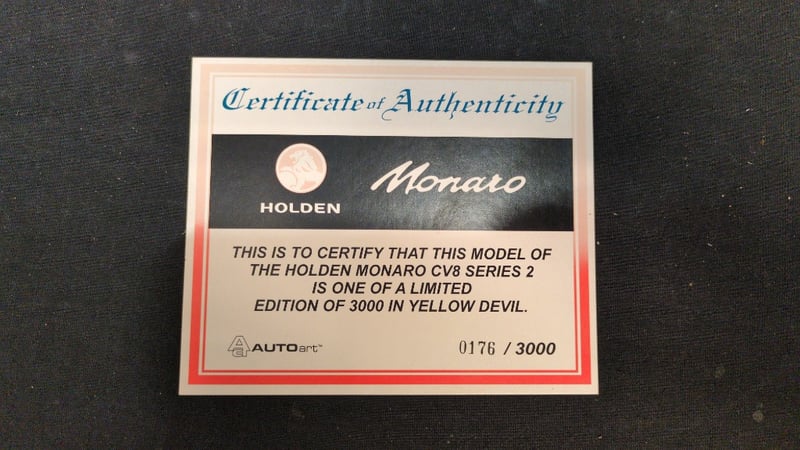 Certificate of Authenticity
HOLDEN
Monaro
THIS IS TO CERTIFY THAT THIS MODEL OF
THE HOLDEN MONARO CV8 SERIES 2
IS ONE OF A LIMITED
EDITION OF 3000 IN YELLOW DEVIL.
AUTOart™
0176 / 3000